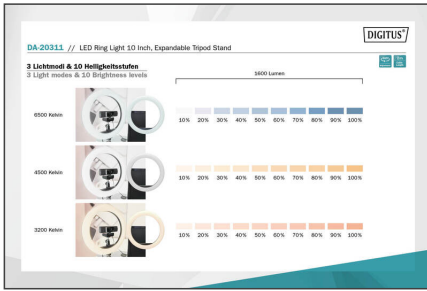 DIGITUS®
DA-20311 // LED Ring Light 10 Inch, Expandable Tripod Stand
3 Lichtmodi & 10 Helligkeitsstufen
3 Light modes & 10 Brightness levels
1600 Lumen
6500 Kelvin
10% 20% 30% 40% 50% 60% 70% 80% 90% 100%
4500 Kelvin
10% 20% 30% 40% 50% 60% 70% 80% 90% 100%
3200 Kelvin
10% 20% 30% 40% 50% 60% 70% 80% 90% 100%